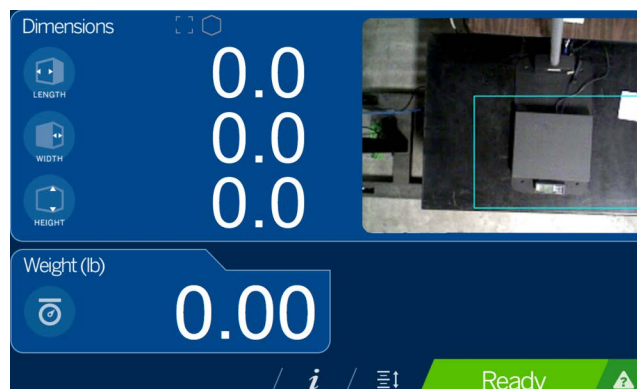 Dimensions
LENGTH
0.0
WIDTH
0.0
HEIGHT
0.0
Weight (lb)
0.00
i
Ready
?